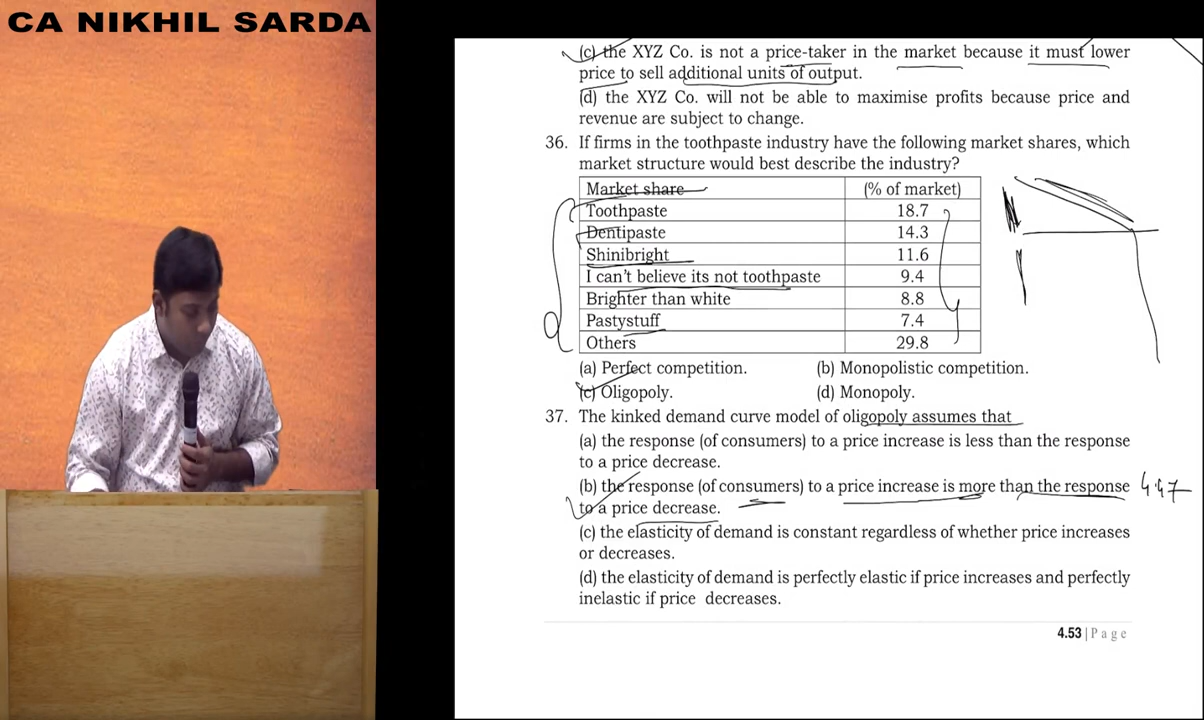 CA NIKHIL SARDA
(c) the XYZ Co. is not a price-taker in the market because it must lower
price to sell additional units of output.
(d) the XYZ Co. will not be able to maximise profits because price and
revenue are subject to change.
36. If firms in the toothpaste industry have the following market shares, which
market structure would best describe the industry?
Market share (% of market)
Toothpaste 18.7
Dentipaste 14.3
Shinibright 11.6
I can't believe its not toothpaste 9.4
Brighter than white 8.8
Pastystuff 7.4
Others 29.8
(a) Perfect competition. (b) Monopolistic competition.
(c) Oligopoly. (d) Monopoly.
37. The kinked demand curve model of oligopoly assumes that
(a) the response (of consumers) to a price increase is less than the response
to a price decrease.
(b) the response (of consumers) to a price increase is more than the response 4.47
to a price decrease.
(c) the elasticity of demand is constant regardless of whether price increases
or decreases.
(d) the elasticity of demand is perfectly elastic if price increases and perfectly
inelastic if price decreases.
4.53 | Page